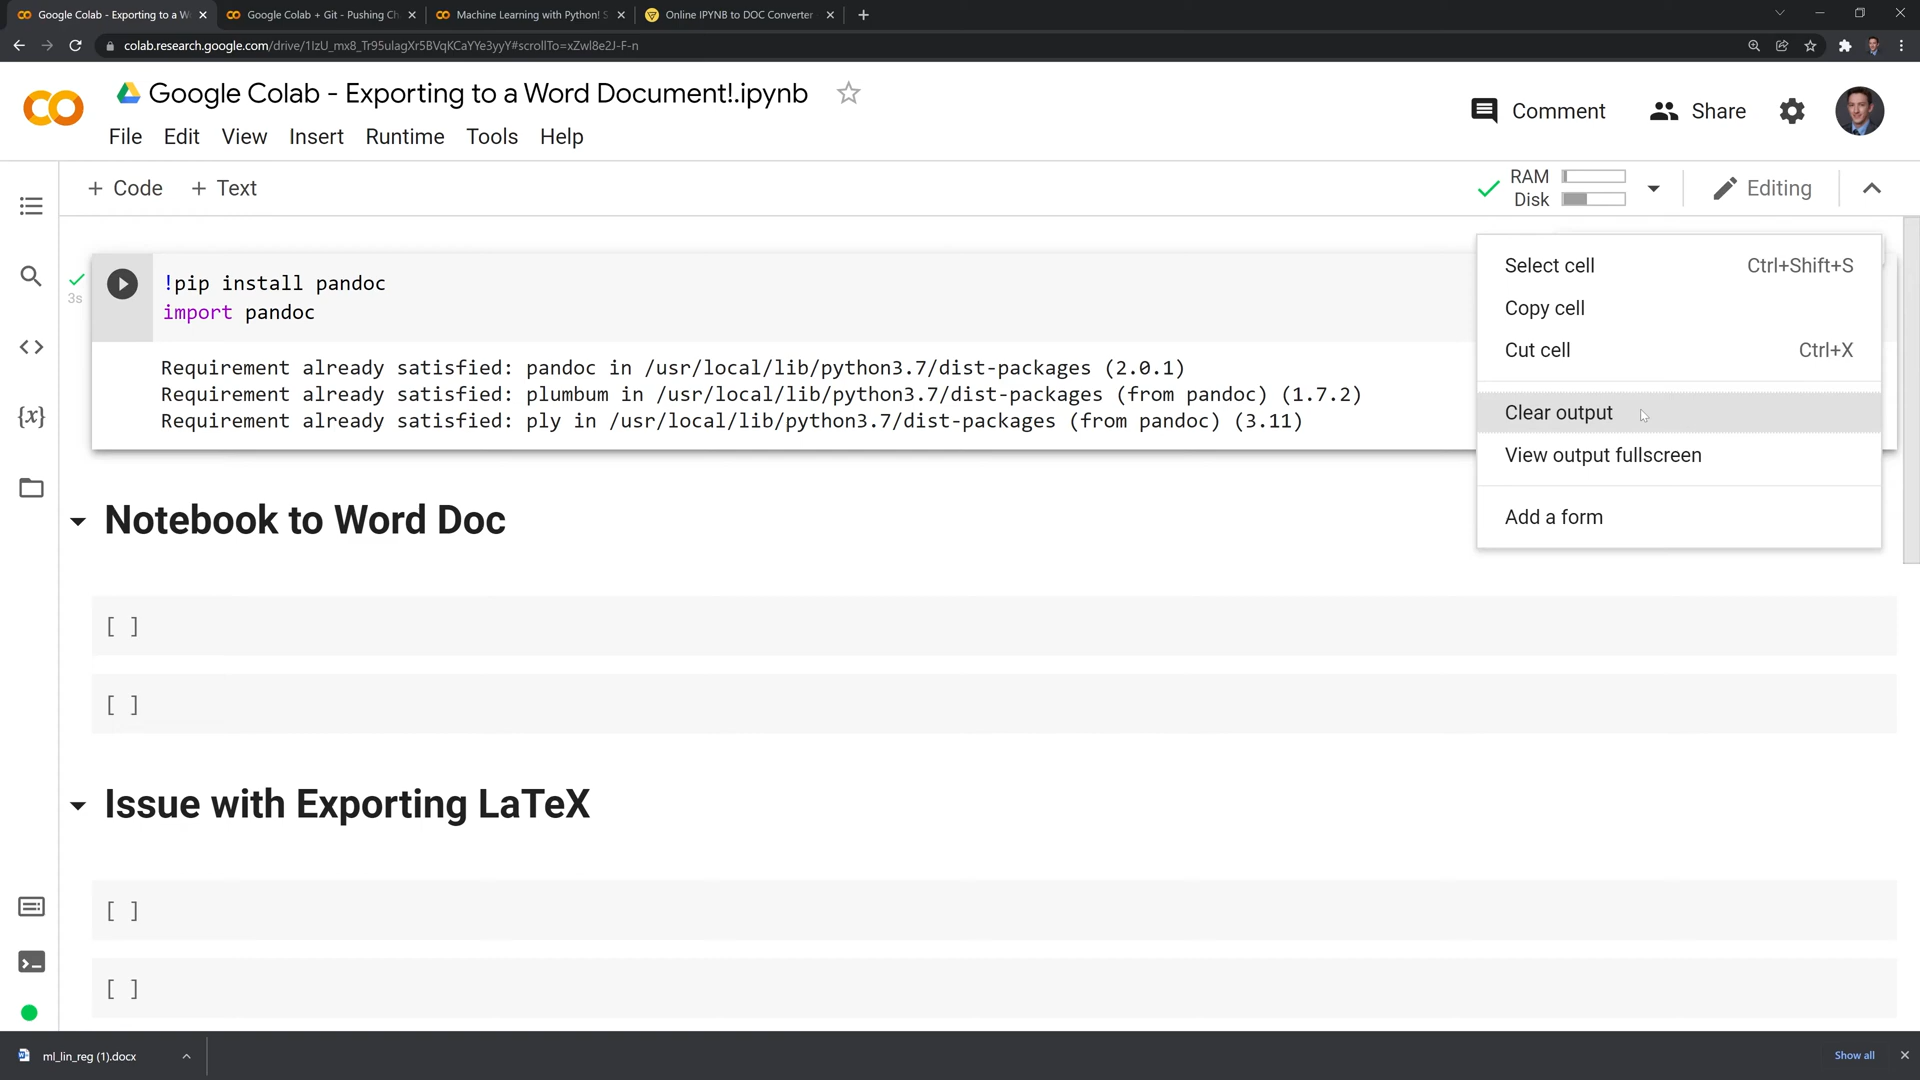 Google Colab - Exporting to a W
Google Colab + Git - Pushing Ch
Machine Learning with Python! S
Online IPYNB to DOC Converter
colab.research.google.com/drive/1IzU_mx8_Tr95ulagXr5BVqKCaYYe3yyY#scrollTo=xZwl8e2J-F-n
Google Colab - Exporting to a Word Document!.ipynb
Comment
Share
File Edit View Insert Runtime Tools Help
+ Code + Text
RAM
Disk
Editing
3s
!pip install pandoc
import pandoc
Requirement already satisfied: pandoc in /usr/local/lib/python3.7/dist-packages (2.0.1)
Requirement already satisfied: plumbum in /usr/local/lib/python3.7/dist-packages (from pandoc) (1.7.2)
Requirement already satisfied: ply in /usr/local/lib/python3.7/dist-packages (from pandoc) (3.11)
Select cell Ctrl+Shift+S
Copy cell
Cut cell Ctrl+X
Clear output
View output fullscreen
Add a form
Notebook to Word Doc
[ ]
[ ]
Issue with Exporting LaTeX
[ ]
[ ]
ml_lin_reg (1).docx
Show all